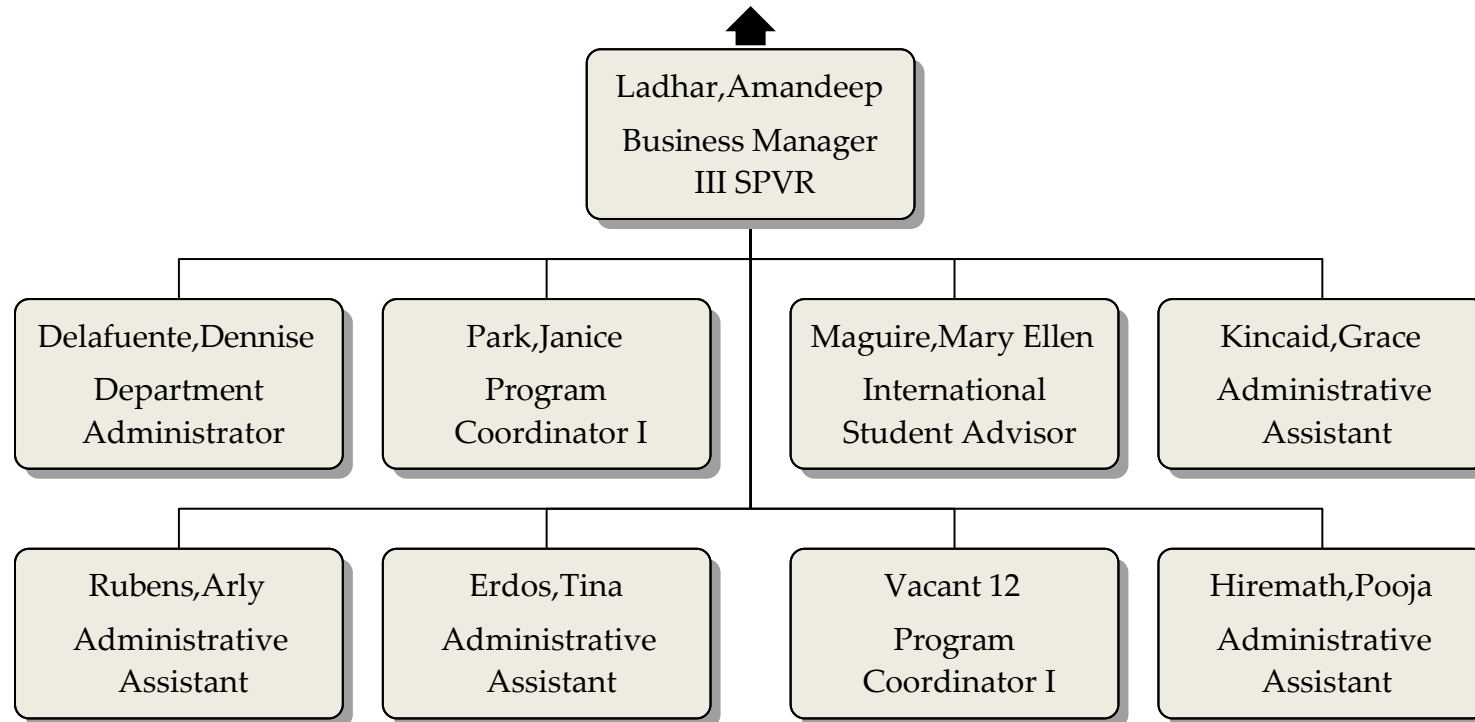 Ladhar,Amandeep
Business Manager
III SPVR
Delafuente,Dennise
Department
Administrator
Park,Janice
Program
Coordinator I
Maguire,Mary Ellen
International
Student Advisor
Kincaid,Grace
Administrative
Assistant
Rubens,Arly
Administrative
Assistant
Erdos,Tina
Administrative
Assistant
Vacant 12
Program
Coordinator I
Hiremath,Pooja
Administrative
Assistant